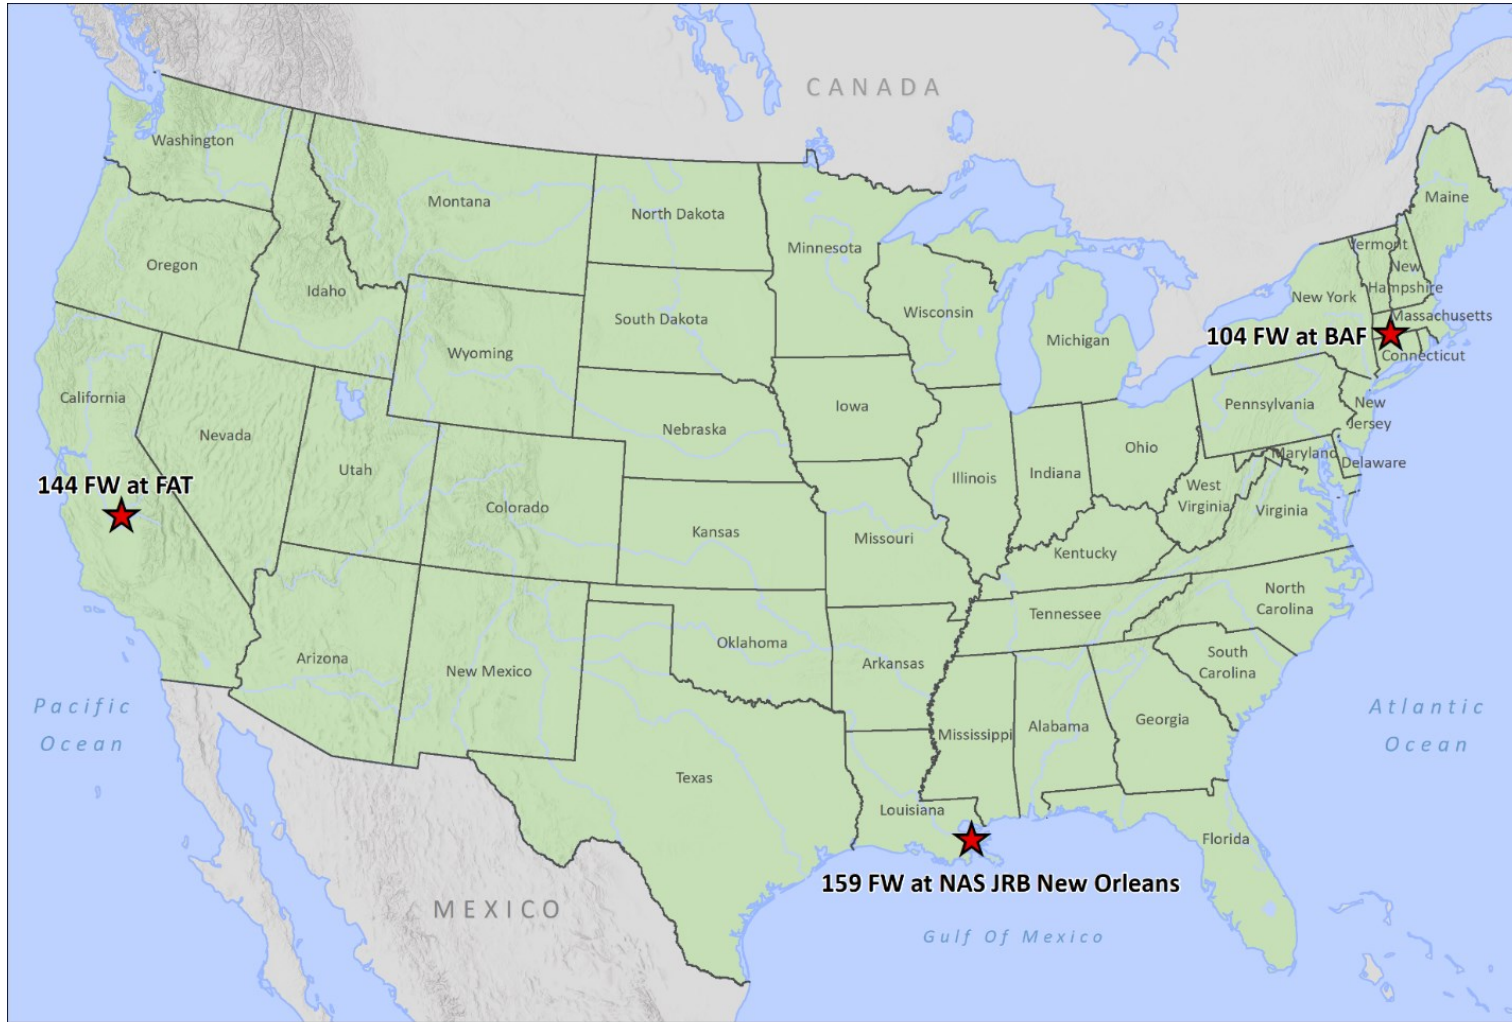 CANADA
Washington
Montana
North Dakota
Minnesota
Maine
Vermont
New
Hampshire
Oregon
Idaho
South Dakota
Wisconsin
Michigan
New York
Massachusetts
104 FW at BAF
Connecticut
Wyoming
California
Nevada
Utah
Nebraska
Iowa
Illinois
Indiana
Ohio
Pennsylvania
New
Jersey
Maryland
Delaware
West
Virginia
Virginia
144 FW at FAT
Colorado
Kansas
Missouri
Kentucky
North
Carolina
Tennessee
Arizona
New Mexico
Oklahoma
Arkansas
South
Carolina
Pacific
Ocean
Mississippi
Alabama
Georgia
Atlantic
Ocean
Texas
Louisiana
Florida
159 FW at NAS JRB New Orleans
MEXICO
Gulf Of Mexico